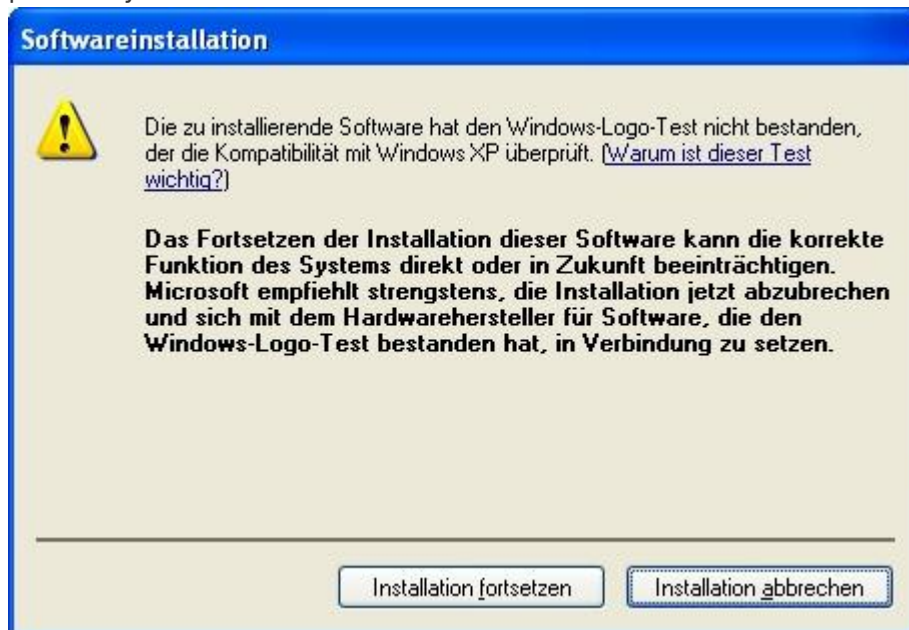 Softwareinstallation
Die zu installierende Software hat den Windows-Logo-Test nicht bestanden,
der die Kompatibilität mit Windows XP überprüft. (Warum ist dieser Test
wichtig?)
Das Fortsetzen der Installation dieser Software kann die korrekte
Funktion des Systems direkt oder in Zukunft beeinträchtigen.
Microsoft empfiehlt strengstens, die Installation jetzt abzubrechen
und sich mit dem Hardwarehersteller für Software, die den
Windows-Logo-Test bestanden hat, in Verbindung zu setzen.
Installation fortsetzen
Installation abbrechen